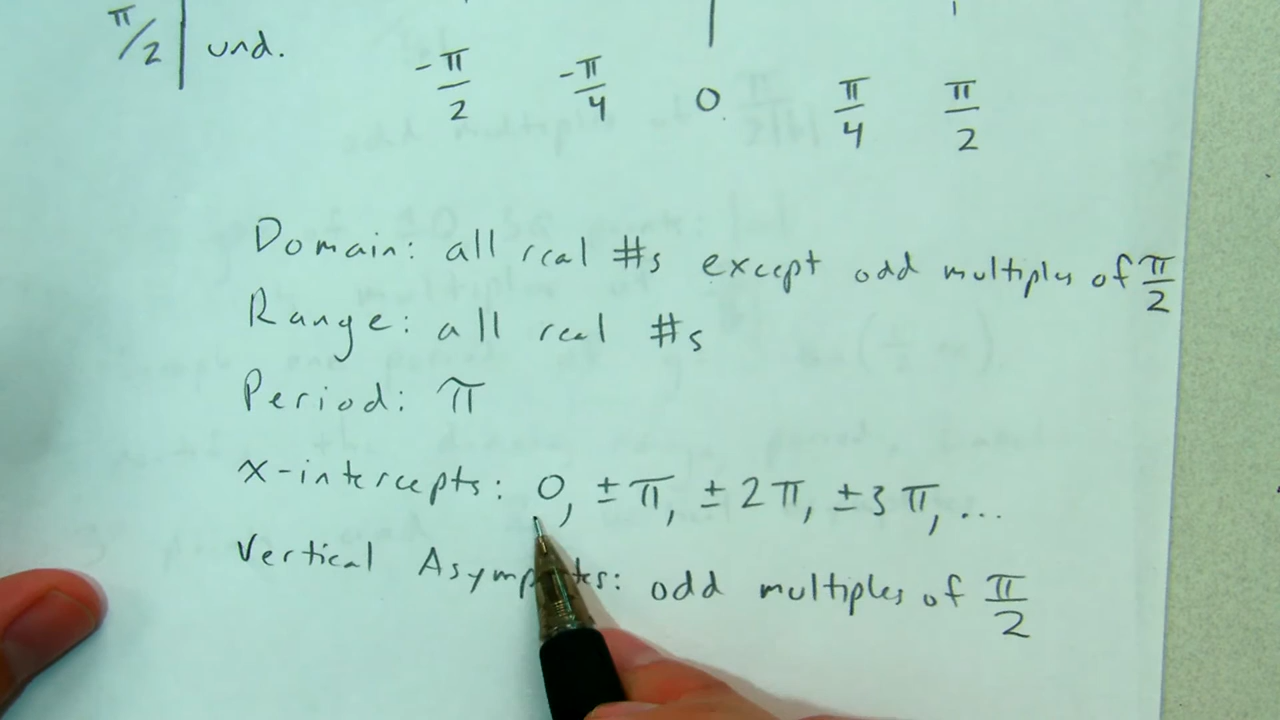 π/2 | und.
-π/2 -π/4 0 π/4 π/2
Domain: all real #s except odd multiples of π/2
Range: all real #s
Period: π
x-intercepts: 0, ±π, ±2π, ±3π, ...
Vertical : odd multiples of π/2